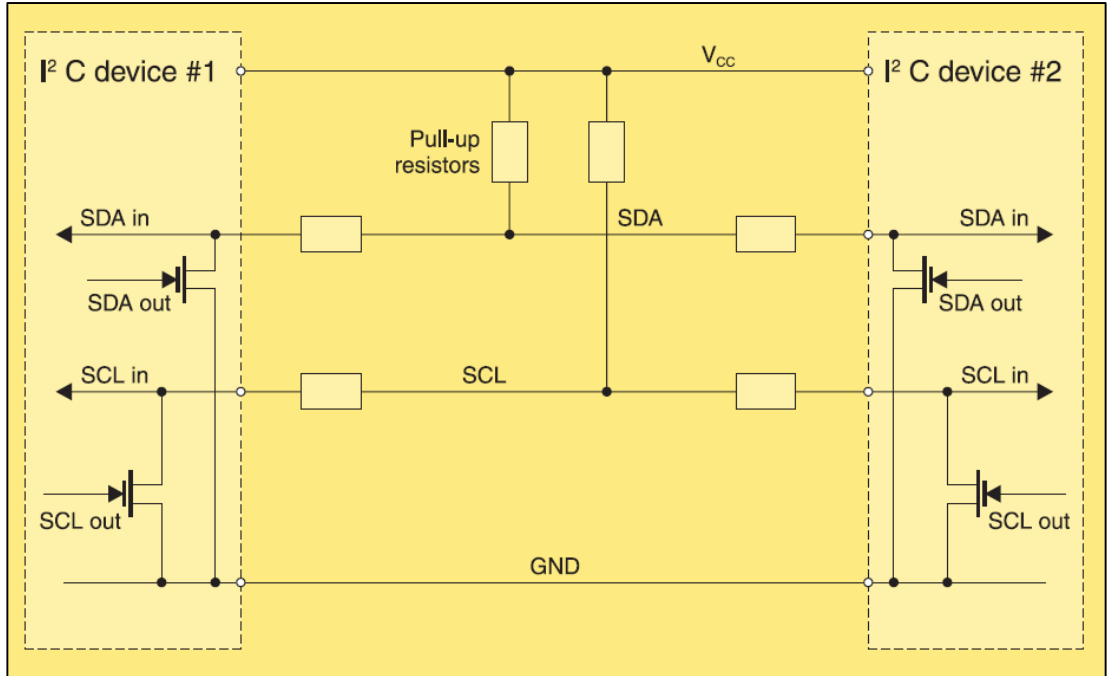 I² C device #1
V_CC
I² C device #2
Pull-up
resistors
SDA in
SDA
SDA in
SDA out
SDA out
SCL in
SCL
SCL in
SCL out
SCL out
GND